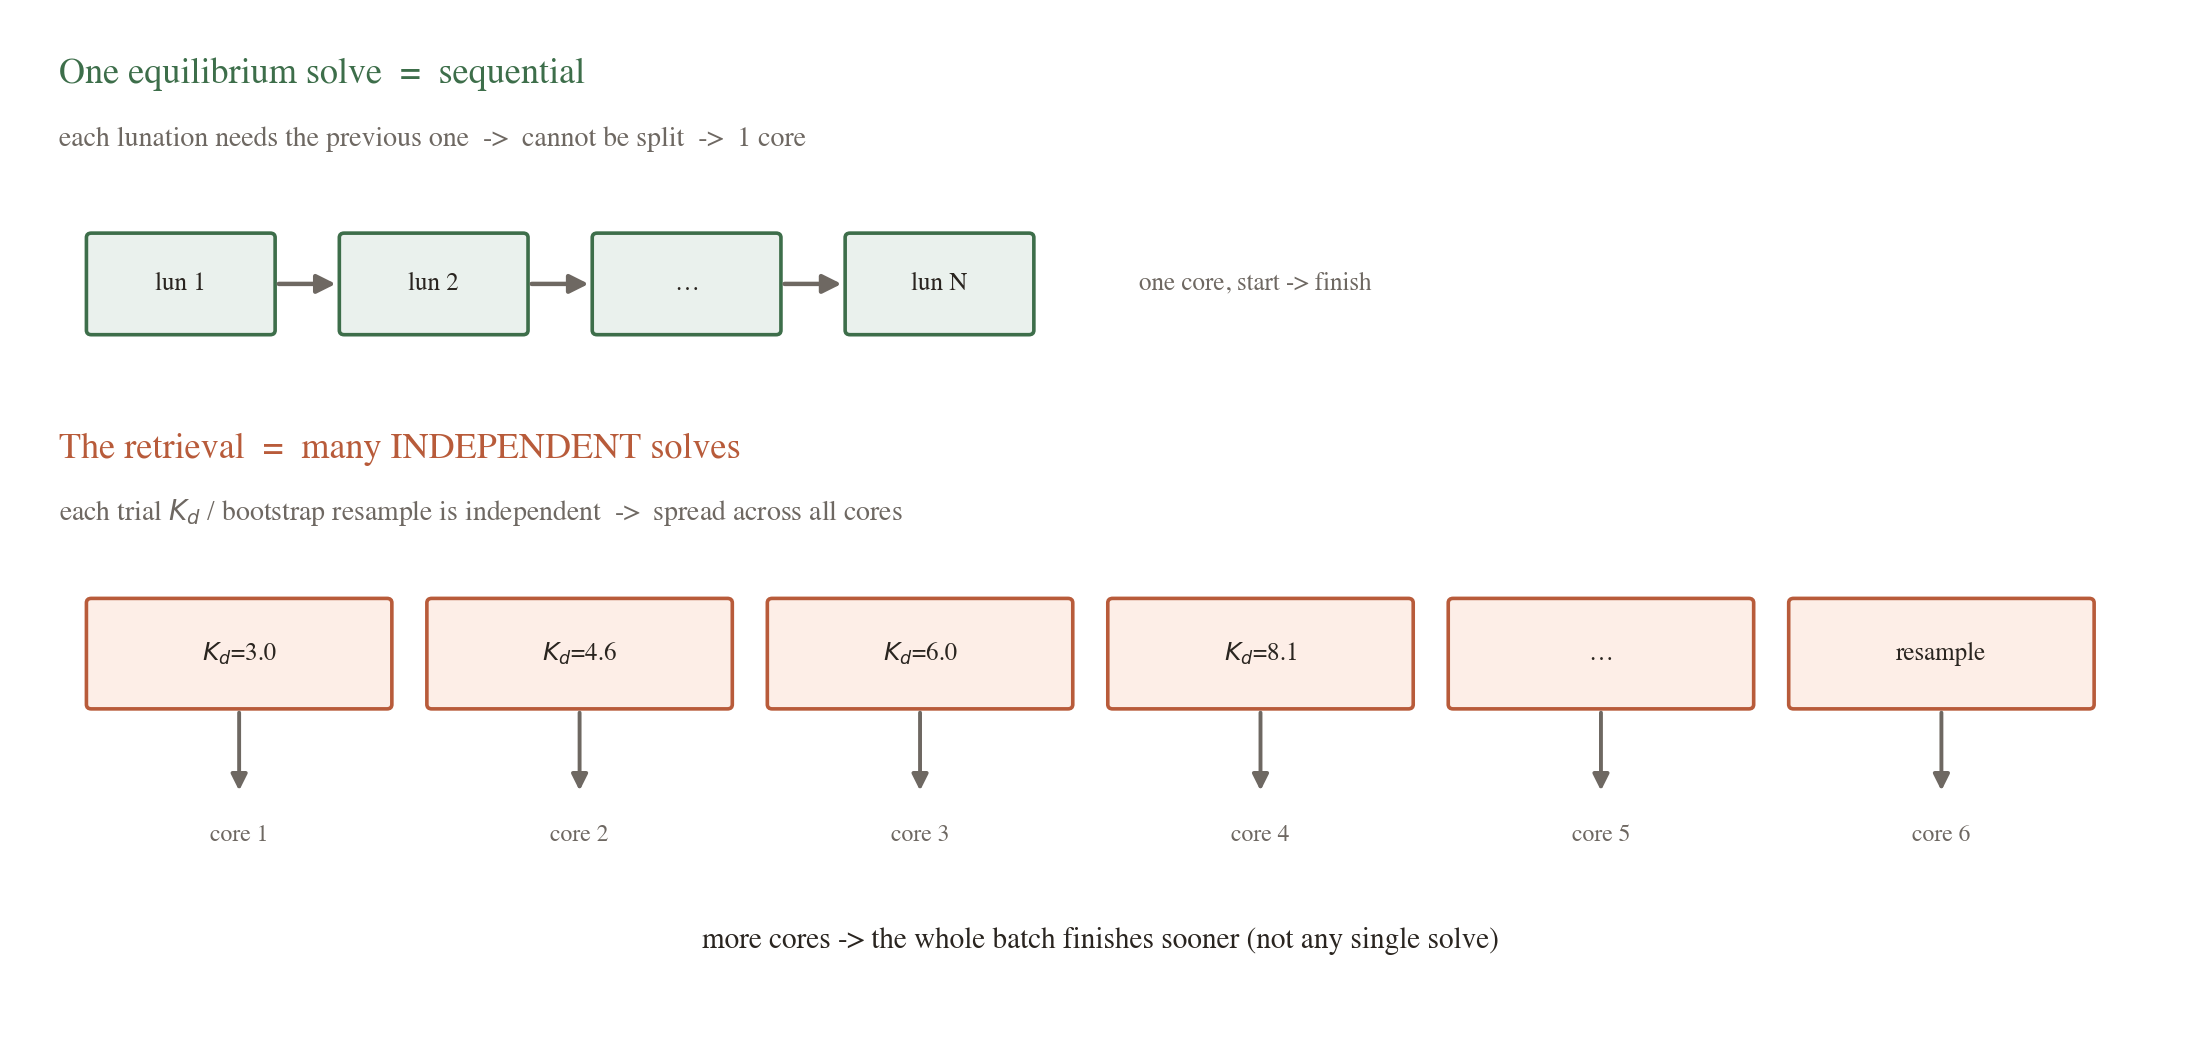 One equilibrium solve = sequential
each lunation needs the previous one -> cannot be split -> 1 core
lun 1
lun 2
...
lun N
one core, start -> finish
The retrieval = many INDEPENDENT solves
each trial K_d / bootstrap resample is independent -> spread across all cores
K_d=3.0
K_d=4.6
K_d=6.0
K_d=8.1
...
resample
core 1
core 2
core 3
core 4
core 5
core 6
more cores -> the whole batch finishes sooner (not any single solve)